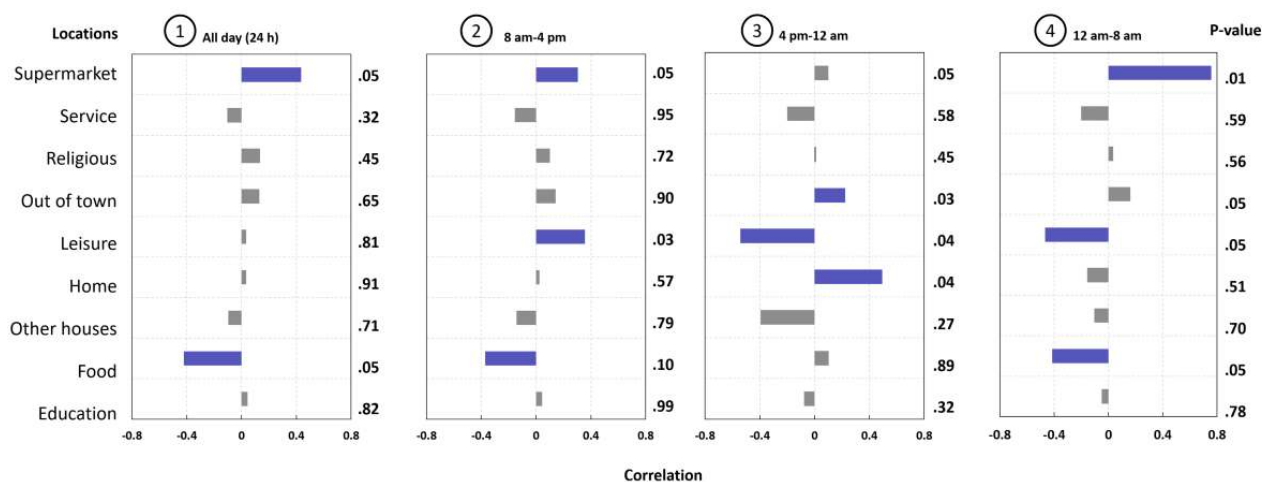 Locations ① All day (24 h) ② 8 am-4 pm ③ 4 pm-12 am ④ 12 am-8 am P-value
Supermarket .05 .05 .05 .01
Service .32 .95 .58 .59
Religious .45 .72 .45 .56
Out of town .65 .90 .03 .05
Leisure .81 .03 .04 .05
Home .91 .57 .04 .51
Other houses .71 .79 .27 .70
Food .05 .10 .89 .05
Education .82 .99 .32 .78
-0.8 -0.4 0 0.4 0.8 -0.8 -0.4 0 0.4 0.8 -0.8 -0.4 0 0.4 0.8 -0.8 -0.4 0 0.4 0.8
Correlation